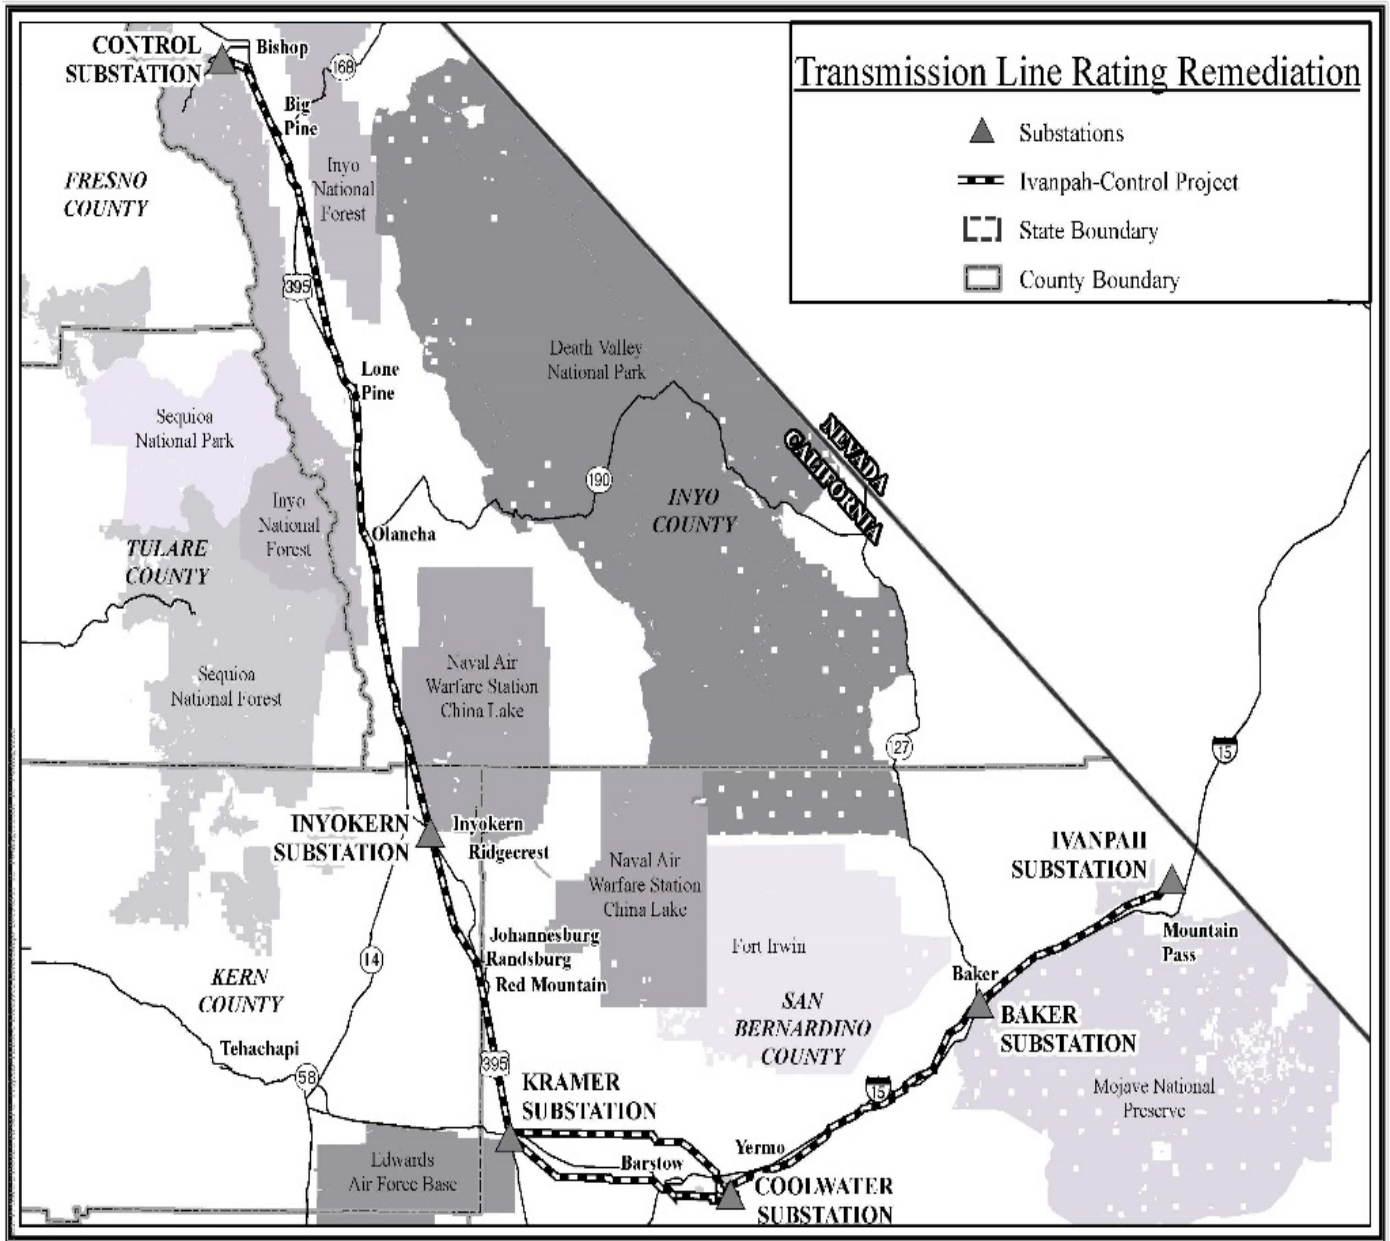 Transmission Line Rating Remediation
Substations
Ivanpah-Control Project
State Boundary
County Boundary
CONTROL
SUBSTATION
Bishop
168
Big
Pine
Inyo
National
Forest
FRESNO
COUNTY
395
Death Valley
National Park
Lone
Pine
Sequoia
National Park
NEVADA
CALIFORNIA
190
INYO
COUNTY
Inyo
National
Forest
Olancha
TULARE
COUNTY
Naval Air
Warfare Station
China Lake
Sequoia
National Forest
127
15
INYOKERN
SUBSTATION
Inyokern
Ridgecrest
IVANPAH
SUBSTATION
Naval Air
Warfare Station
China Lake
Mountain
Pass
Johannesburg
Randsburg
Red Mountain
Fort Irwin
14
KERN
COUNTY
Baker
SAN
BERNARDINO
COUNTY
BAKER
SUBSTATION
Tehachapi
58
395
KRAMER
SUBSTATION
15
Mojave National
Preserve
Edwards
Air Force Base
Barstow
Yermo
COOLWATER
SUBSTATION